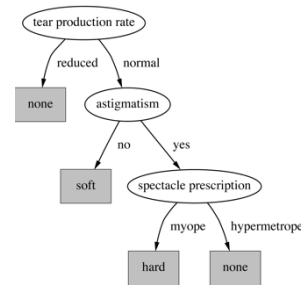 tear production rate
reduced
normal
none
astigmatism
no
yes
soft
spectacle prescription
myope
hypermetrope
hard
none